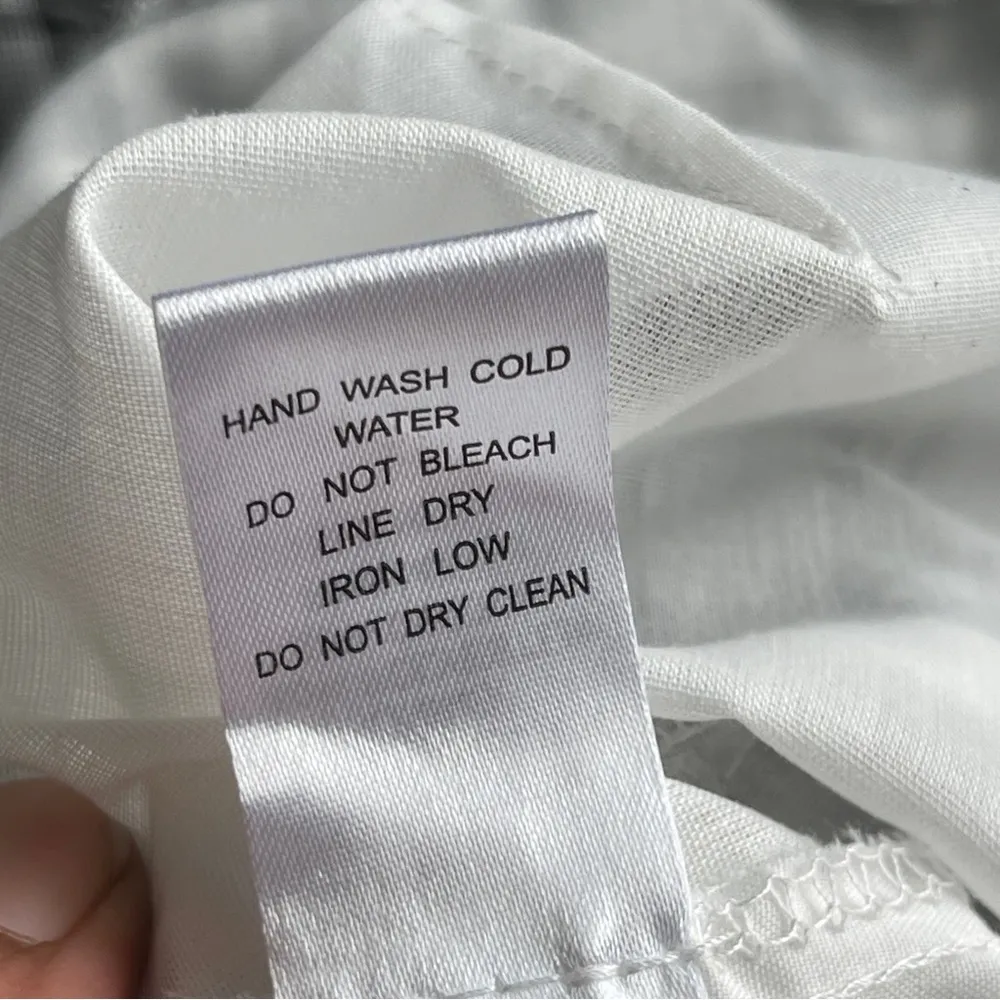 HAND WASH COLD
WATER
DO NOT BLEACH
LINE DRY
IRON LOW
DO NOT DRY CLEAN